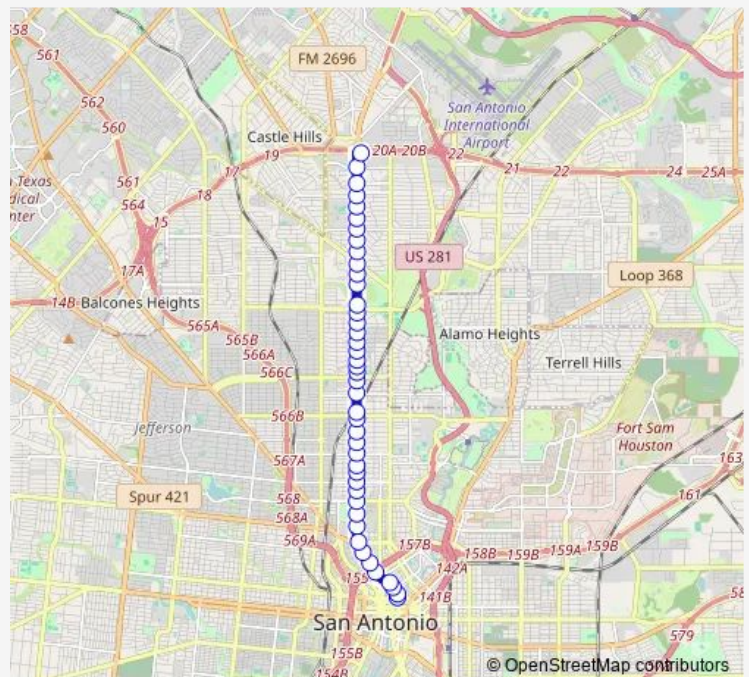 558
561
FM 2696
562
560
San Antonio
International
Airport
Castle Hills
19
20A 20B
22
21
22
24
25A
17
Texas
dical
nter
561
18
564
15
US 281
17A
Loop 368
14B
Balcones Heights
565A
565B
566A
566C
Alamo Heights
Terrell Hills
566B
Jefferson
Fort Sam
Houston
567A
163
161
Spur 421
568
568A
569A
157B
158B
159B
159A
159B
142A
155
141B
58
San Antonio
579
155B
154B
© OpenStreetMap contributors